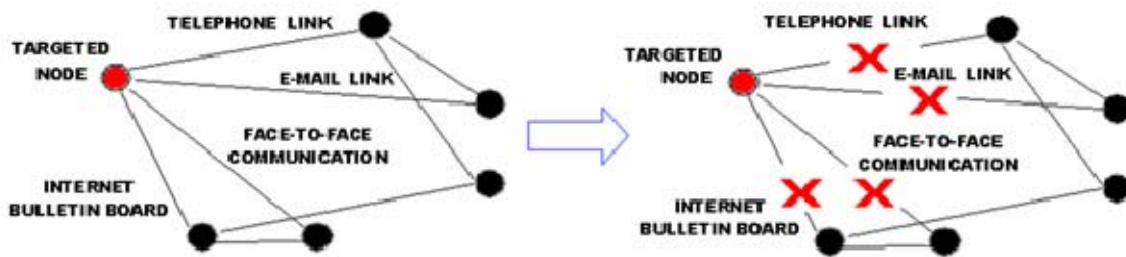 TELEPHONE LINK
TARGETED
NODE
E-MAIL LINK
FACE-TO-FACE
COMMUNICATION
INTERNET
BULLETIN BOARD
TELEPHONE LINK
TARGETED
NODE
E-MAIL LINK
FACE-TO-FACE
COMMUNICATION
INTERNET
BULLETIN BOARD